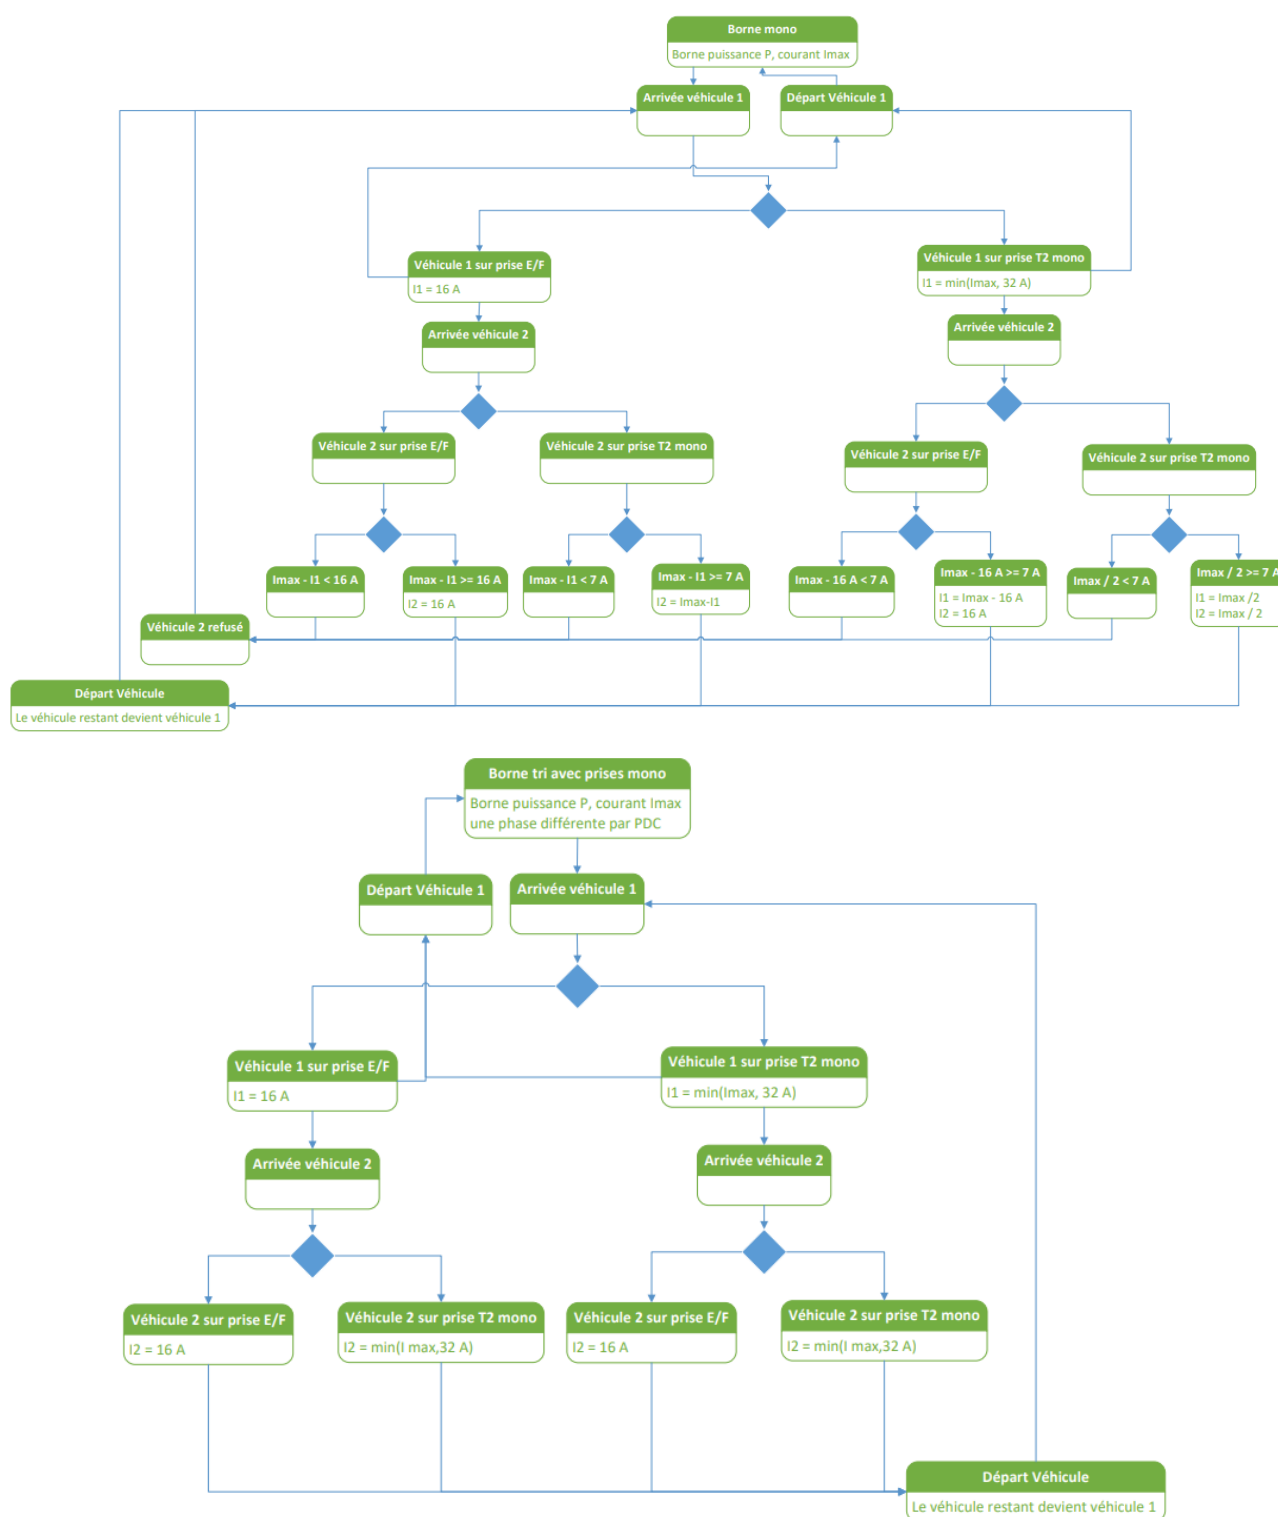 Borne mono
Borne puissance P, courant Imax
Arrivée véhicule 1
Départ Véhicule 1
Véhicule 1 sur prise E/F
I1 = 16 A
Véhicule 1 sur prise T2 mono
I1 = min(Imax, 32 A)
Arrivée véhicule 2
Arrivée véhicule 2
Véhicule 2 sur prise E/F
Véhicule 2 sur prise T2 mono
Véhicule 2 sur prise E/F
Véhicule 2 sur prise T2 mono
Imax - I1 < 16 A
Imax - I1 >= 16 A
I2 = 16 A
Imax - I1 < 7 A
Imax - I1 >= 7 A
I2 = Imax-I1
Imax - 16 A < 7 A
Imax - 16 A >= 7 A
I1 = Imax - 16 A
I2 = 16 A
Imax / 2 < 7 A
Imax / 2 >= 7 A
I1 = Imax /2
I2 = Imax / 2
Véhicule 2 refusé
Départ Véhicule
Le véhicule restant devient véhicule 1
Borne tri avec prises mono
Borne puissance P, courant Imax
une phase différente par PDC
Départ Véhicule 1
Arrivée véhicule 1
Véhicule 1 sur prise E/F
I1 = 16 A
Véhicule 1 sur prise T2 mono
I1 = min(Imax, 32 A)
Arrivée véhicule 2
Arrivée véhicule 2
Véhicule 2 sur prise E/F
I2 = 16 A
Véhicule 2 sur prise T2 mono
I2 = min(I max,32 A)
Véhicule 2 sur prise E/F
I2 = 16 A
Véhicule 2 sur prise T2 mono
I2 = min(I max,32 A)
Départ Véhicule
Le véhicule restant devient véhicule 1